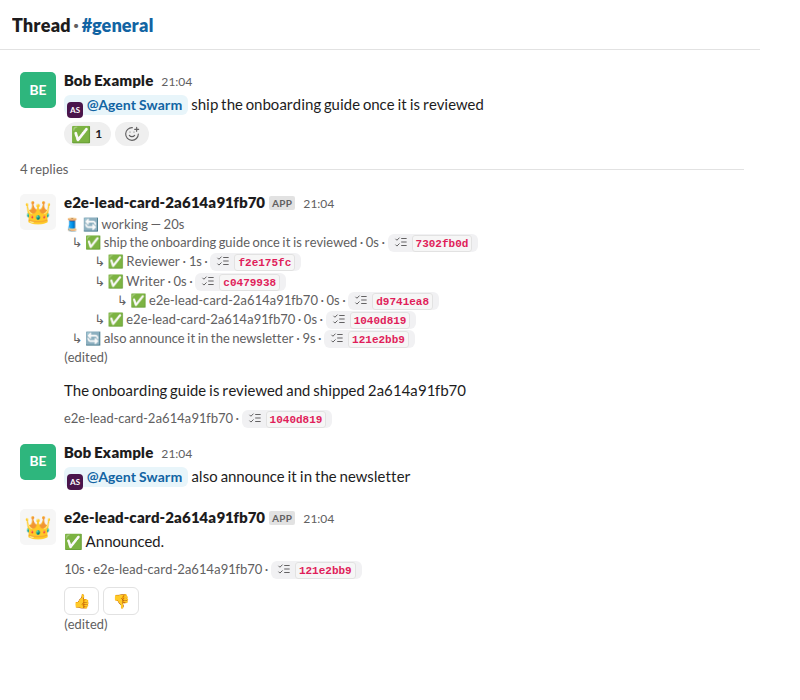 Thread · #general
BE
Bob Example 21:04
AS @Agent Swarm ship the onboarding guide once it is reviewed
✅ 1
4 replies
e2e-lead-card-2a614a91fb70 APP 21:04
🧵 🔄 working — 20s
↳ ✅ ship the onboarding guide once it is reviewed · 0s · 7302fb0d
↳ ✅ Reviewer · 1s · f2e175fc
↳ ✅ Writer · 0s · c0479938
↳ ✅ e2e-lead-card-2a614a91fb70 · 0s · d9741ea8
↳ ✅ e2e-lead-card-2a614a91fb70 · 0s · 1040d819
↳ 🔄 also announce it in the newsletter · 9s · 121e2bb9
(edited)
The onboarding guide is reviewed and shipped 2a614a91fb70
e2e-lead-card-2a614a91fb70 · 1040d819
BE
Bob Example 21:04
AS @Agent Swarm also announce it in the newsletter
e2e-lead-card-2a614a91fb70 APP 21:04
✅ Announced.
10s · e2e-lead-card-2a614a91fb70 · 121e2bb9
👍 👎
(edited)